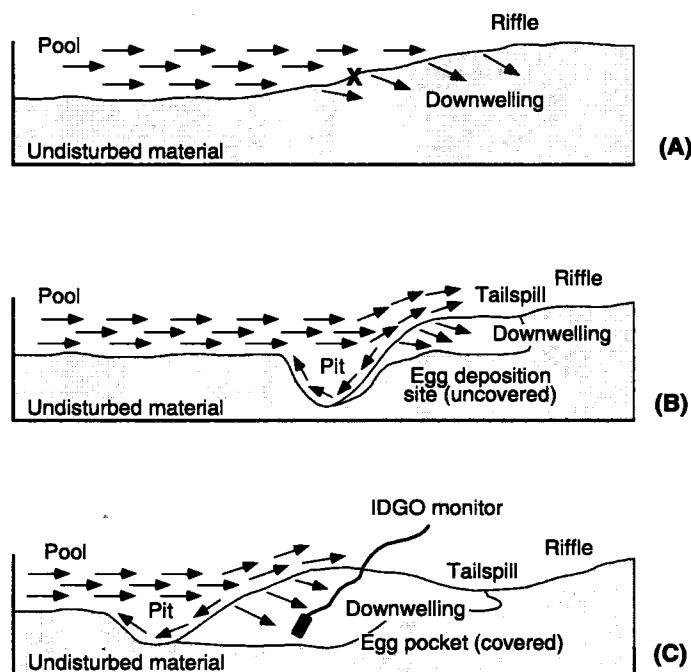 Riffle
Pool
X
Downwelling
Undisturbed material
(A)
Pool
Riffle
Tailspill
Downwelling
Pit
Egg deposition
site (uncovered)
Undisturbed material
(B)
IDGO monitor
Pool
Riffle
Tailspill
Pit
Downwelling
Egg pocket (covered)
Undisturbed material
(C)